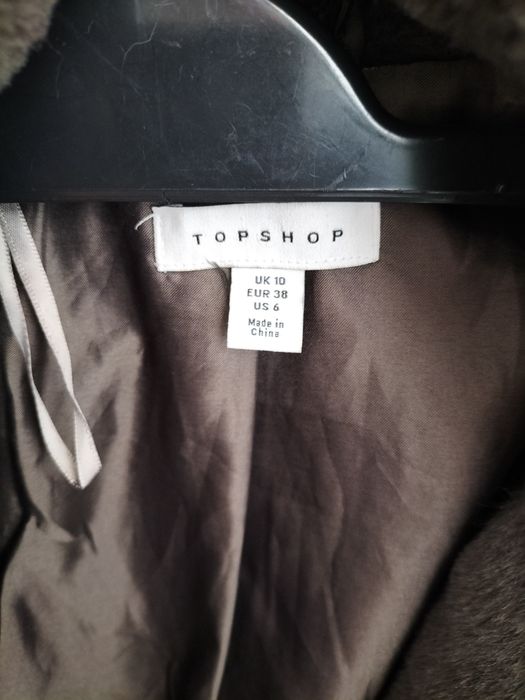 TOPSHOP
UK 10
EUR 38
US 6
Made in
China